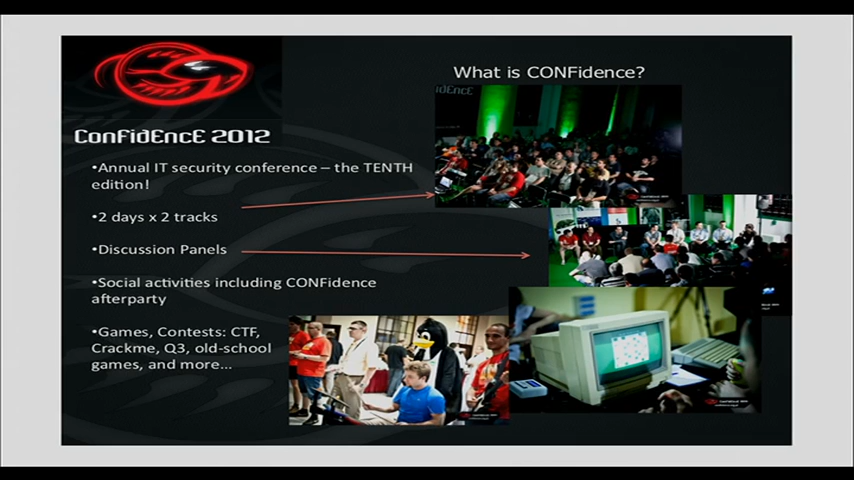 What is CONFidence?
ConFidEncE 2012
•Annual IT security conference – the TENTH
edition!
•2 days x 2 tracks
•Discussion Panels
•Social activities including CONFidence
afterparty
•Games, Contests: CTF,
Crackme, Q3, old-school
games, and more...